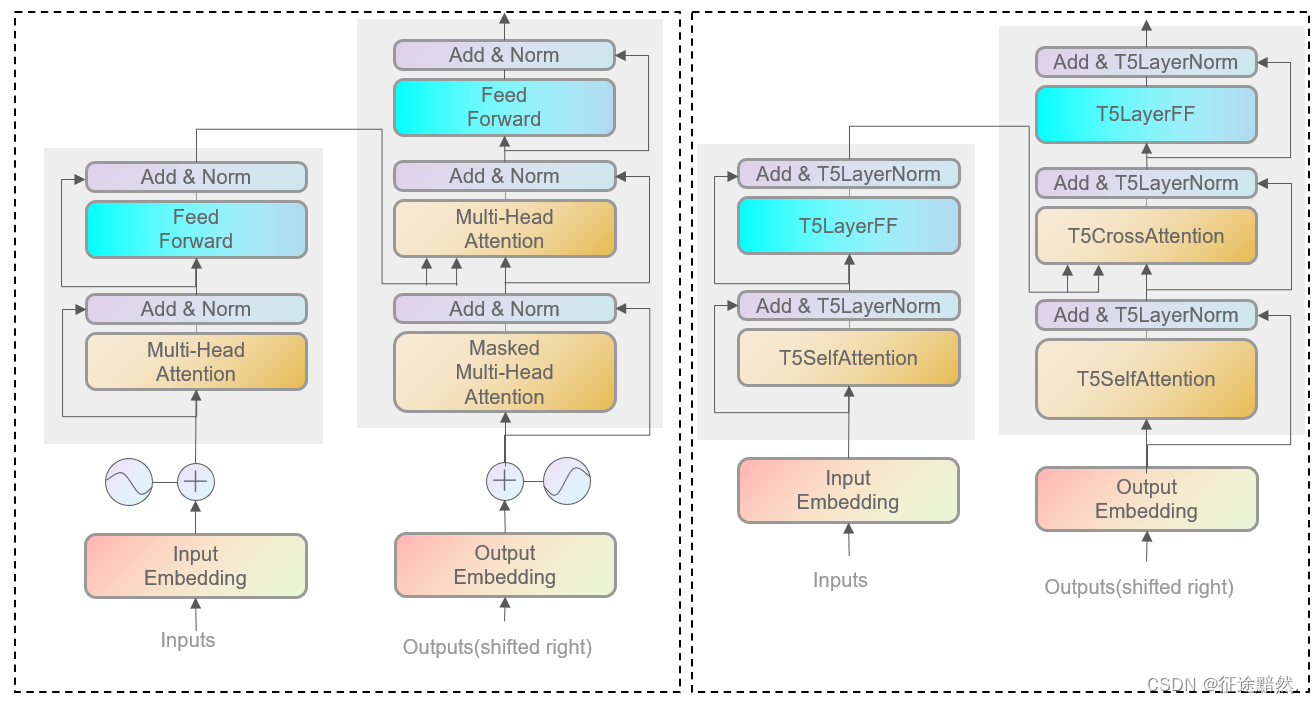 Add & Norm
Feed
Forward
Add & Norm
Multi-Head
Attention
Input
Embedding
Inputs
Add & Norm
Feed
Forward
Add & Norm
Multi-Head
Attention
Add & Norm
Masked
Multi-Head
Attention
Output
Embedding
Outputs(shifted right)
Add & T5LayerNorm
T5LayerFF
Add & T5LayerNorm
T5SelfAttention
Input
Embedding
Inputs
Add & T5LayerNorm
T5LayerFF
Add & T5LayerNorm
T5CrossAttention
Add & T5LayerNorm
T5SelfAttention
Output
Embedding
Outputs(shifted right)
CSDN @征途黯然.